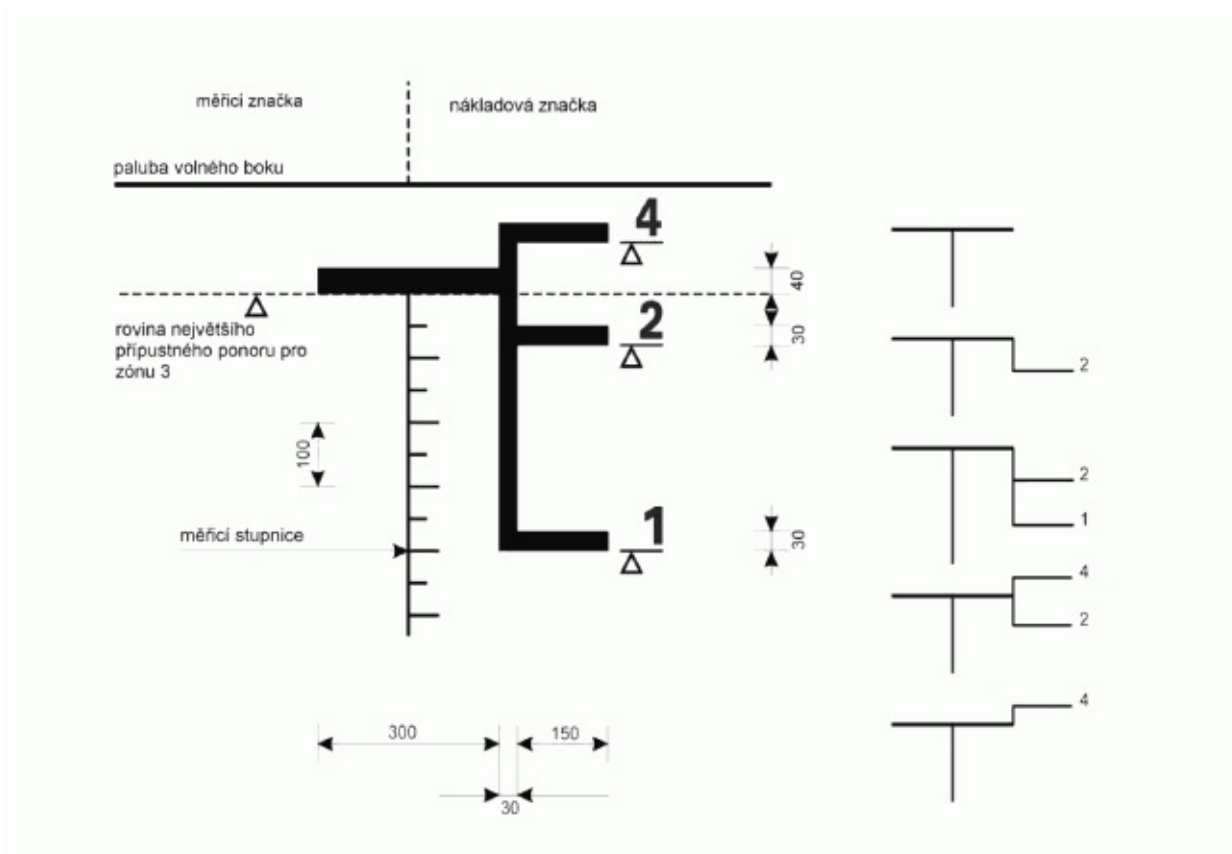 měřicí značka
nákladová značka
paluba volného boku
4
40
2
30
rovina největšího
přípustného ponoru pro
zónu 3
100
měřicí stupnice
1
30
300
150
30
2
2
1
4
2
4